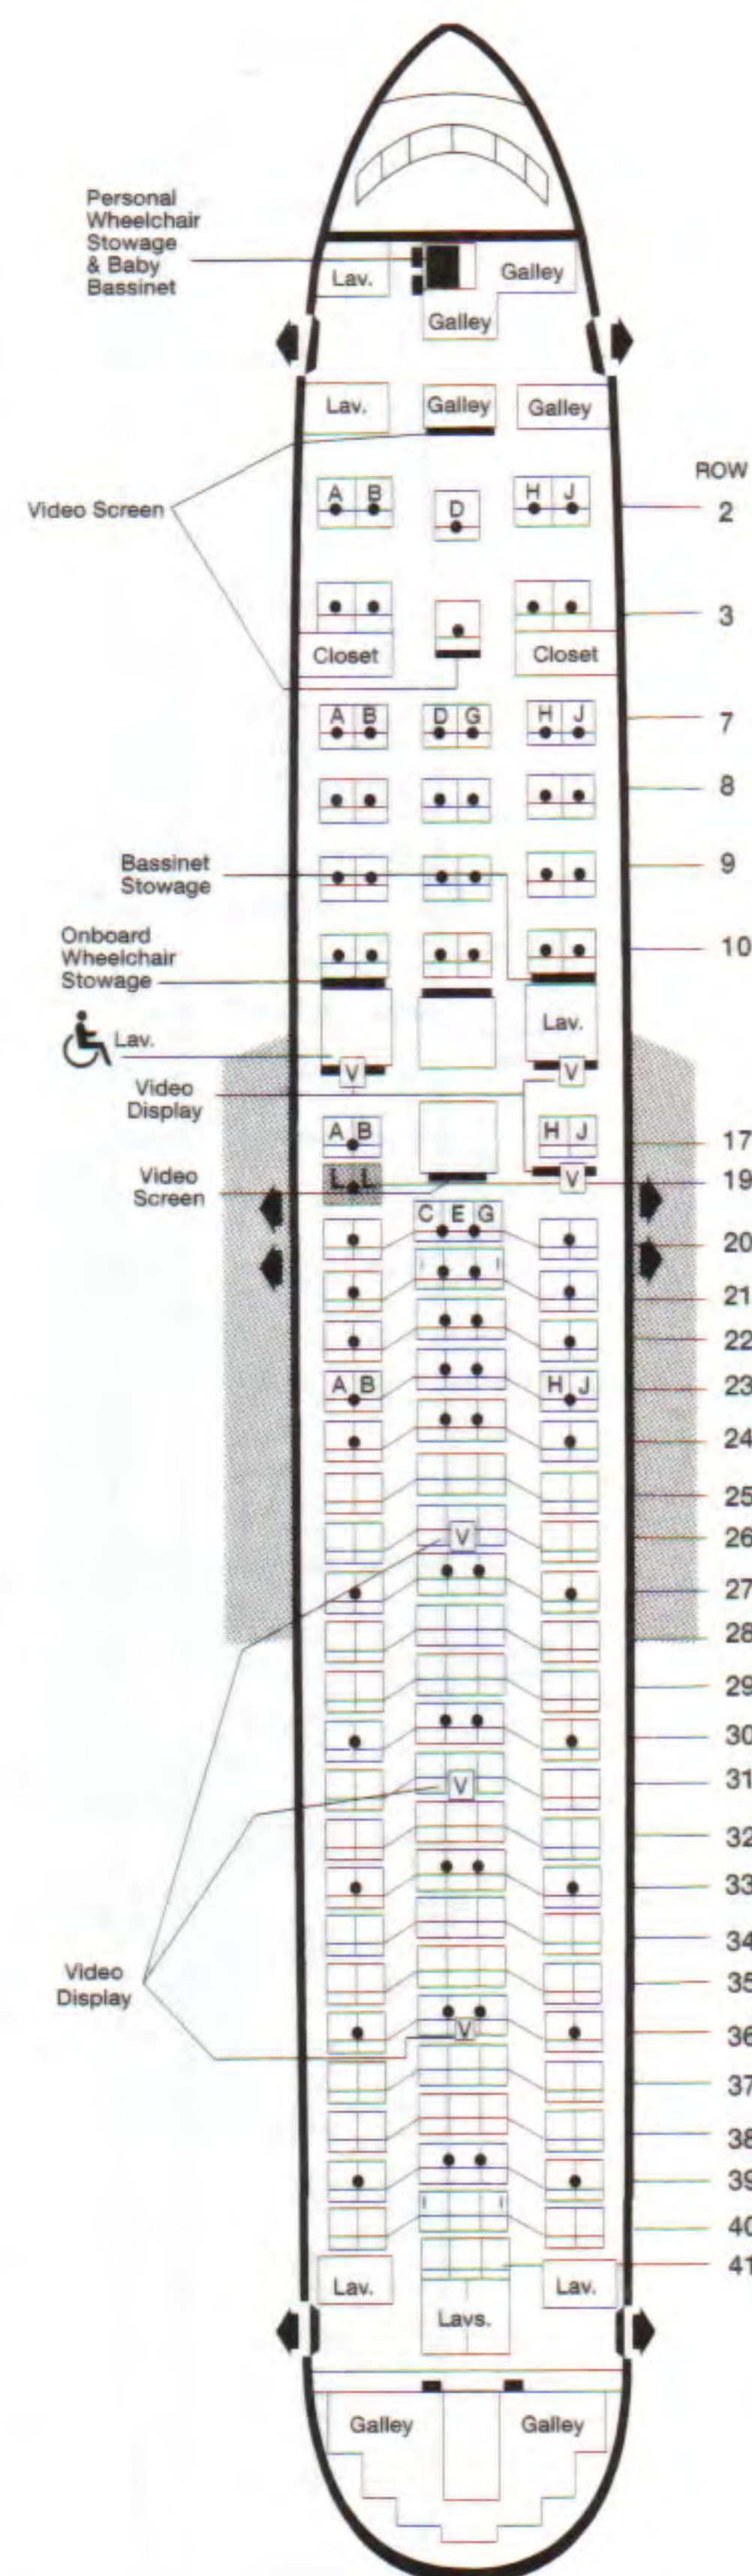 Personal
Wheelchair
Stowage
& Baby
Bassinet
Lav.
Galley
Galley
Lav.
Galley
Galley
ROW
Video Screen
A B
D
H J
2
3
Closet
Closet
A B
D G
H J
7
8
Bassinet
Stowage
9
Onboard
Wheelchair
Stowage
10
Lav.
Lav.
V
V
Video
Display
A B
H J
17
Video
Screen
L L
V
19
C E G
20
21
22
A B
H J
23
24
25
V
26
27
28
29
30
V
31
32
33
34
Video
Display
35
V
36
37
38
39
40
41
Lav.
Lav.
Lavs.
Galley
Galley